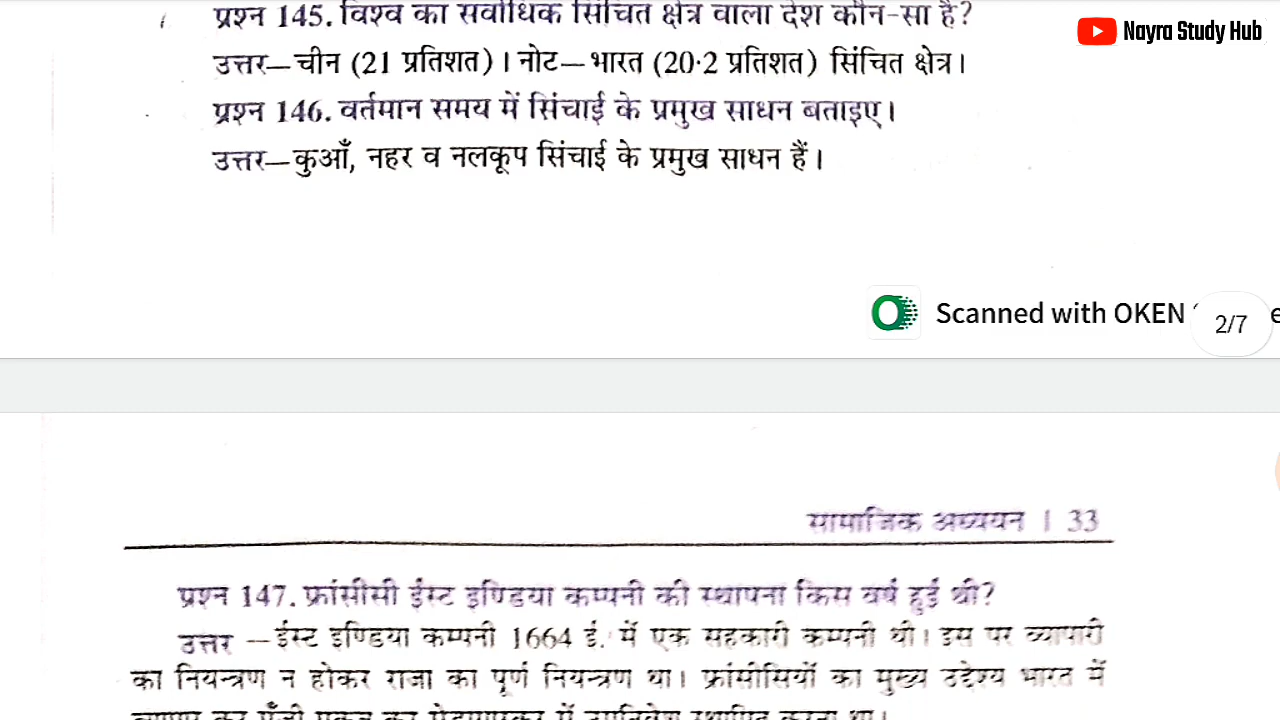 प्रश्न 145. विश्व का सर्वाधिक सिंचित क्षेत्र वाला देश कौन-सा है?
Nayra Study Hub
उत्तर—चीन (21 प्रतिशत)। नोट—भारत (20·2 प्रतिशत) सिंचित क्षेत्र।
प्रश्न 146. वर्तमान समय में सिंचाई के प्रमुख साधन बताइए।
उत्तर—कुआँ, नहर व नलकूप सिंचाई के प्रमुख साधन हैं।
Scanned with OKEN
2/7
सामाजिक अध्ययन । 33
प्रश्न 147. फ्रांसीसी ईस्ट इण्डिया कम्पनी की स्थापना किस वर्ष हुई थी?
उत्तर —ईस्ट इण्डिया कम्पनी 1664 ई. में एक सहकारी कम्पनी थी। इस पर व्यापारी
का नियन्त्रण न होकर राजा का पूर्ण नियन्त्रण था। फ्रांसीसियों का मुख्य उद्देश्य भारत में